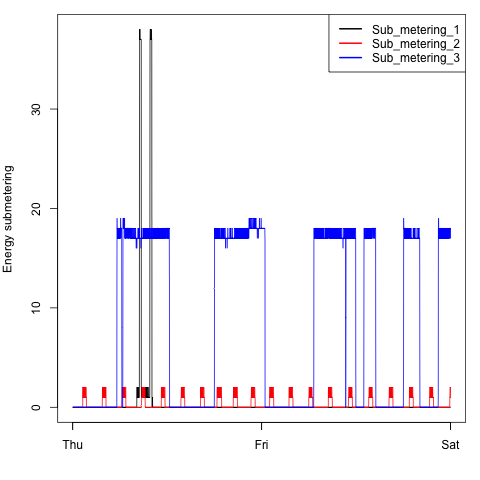 Sub_metering_1
Sub_metering_2
Sub_metering_3
Energy submetering
30
20
10
0
Thu Fri Sat